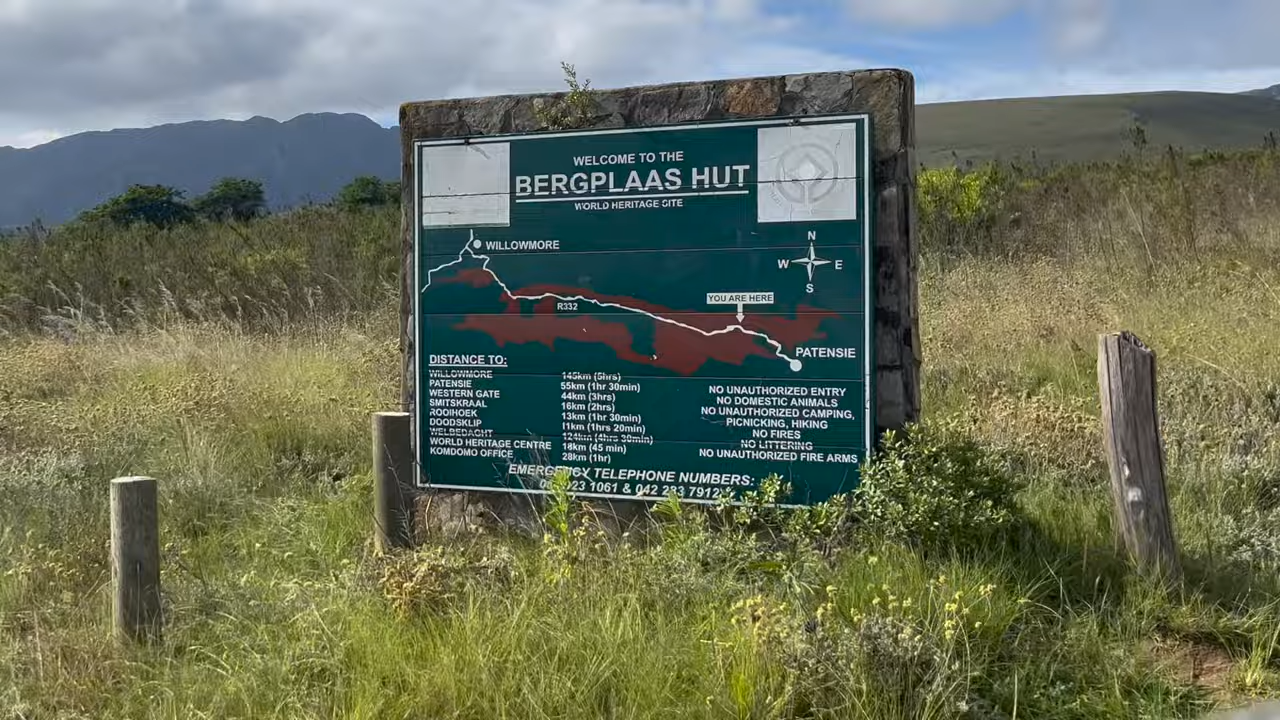 WELCOME TO THE
BERGPLAAS HUT
WORLD HERITAGE SITE
WILLOWMORE
N
W E
S
R332
YOU ARE HERE
PATENSIE
DISTANCE TO:
WILLOWMORE 145km (5hrs)
PATENSIE 55km (1hr 30min)
WESTERN GATE 44km (3hrs)
SMITSKRAAL 16km (2hrs)
ROOIHOEK 13km (1hr 30min)
DOODSKLIP 11km (1hrs 20min)
WELBEDACHT 124km (4hrs 30min)
WORLD HERITAGE CENTRE 18km (45 min)
KOMDOMO OFFICE 28km (1hr)
NO UNAUTHORIZED ENTRY
NO DOMESTIC ANIMALS
NO UNAUTHORIZED CAMPING,
PICNICKING, HIKING
NO FIRES
NO LITTERING
NO UNAUTHORIZED FIRE ARMS
EMERGENCY TELEPHONE NUMBERS:
1061 & 042 283 7912